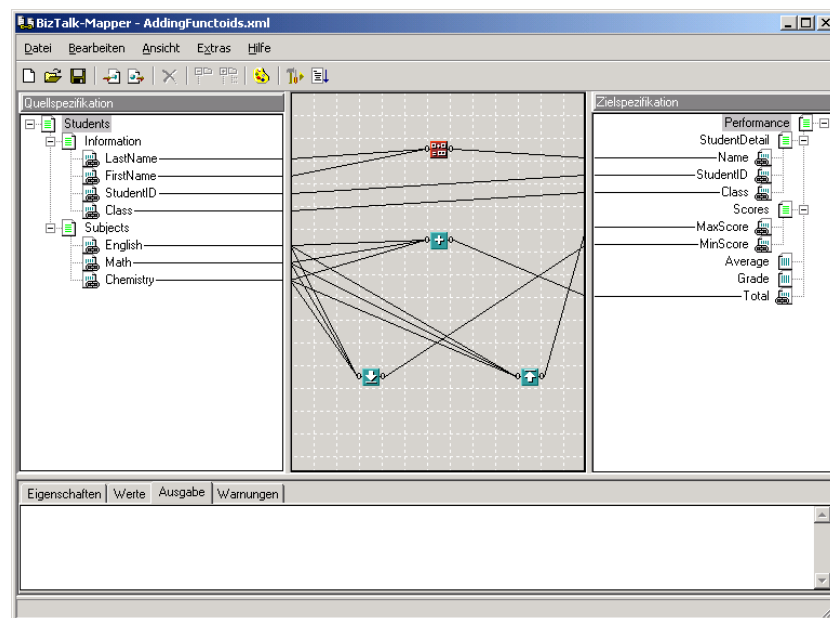 BizTalk-Mapper - AddingFunctoids.xml
Datei Bearbeiten Ansicht Extras Hilfe
Quellspezifikation
Students
Information
LastName
FirstName
StudentID
Class
Subjects
English
Math
Chemistry
Zielspezifikation
Performance
StudentDetail
Name
StudentID
Class
Scores
MaxScore
MinScore
Average
Grade
Total
Eigenschaften Werte Ausgabe Warnungen